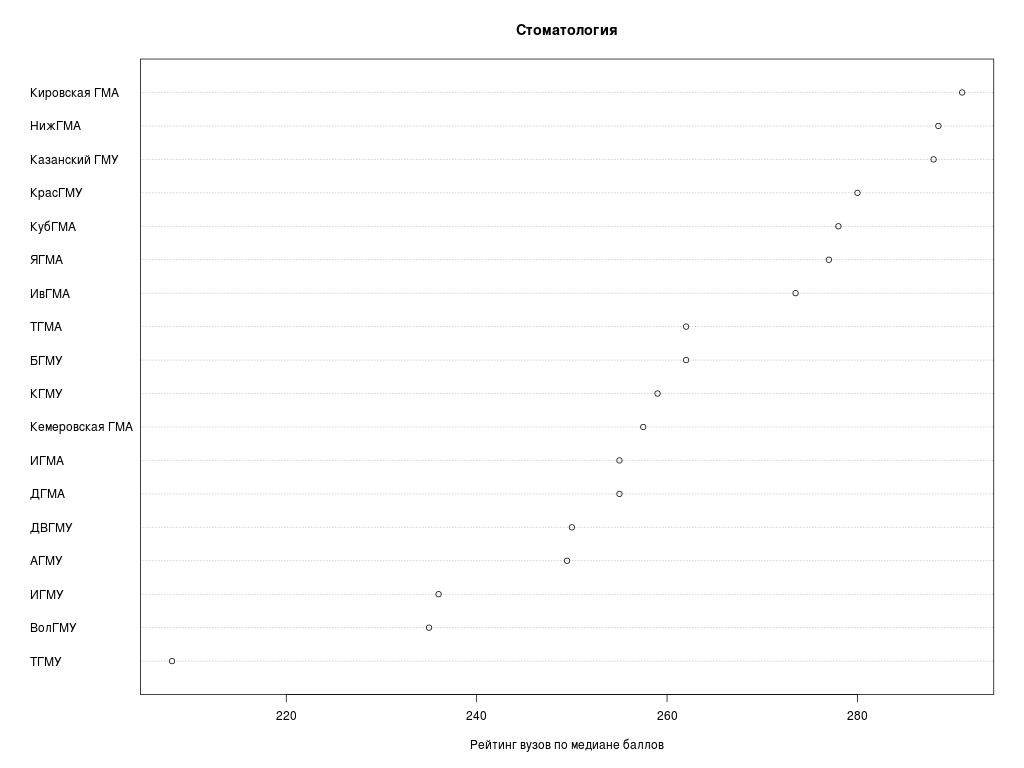 Стоматология
Кировская ГМА
НижГМА
Казанский ГМУ
КрасГМУ
КубГМА
ЯГМА
ИвГМА
ТГМА
БГМУ
КГМУ
Кемеровская ГМА
ИГМА
ДГМА
ДВГМУ
АГМУ
ИГМУ
ВолГМУ
ТГМУ
220 240 260 280
Рейтинг вузов по медиане баллов